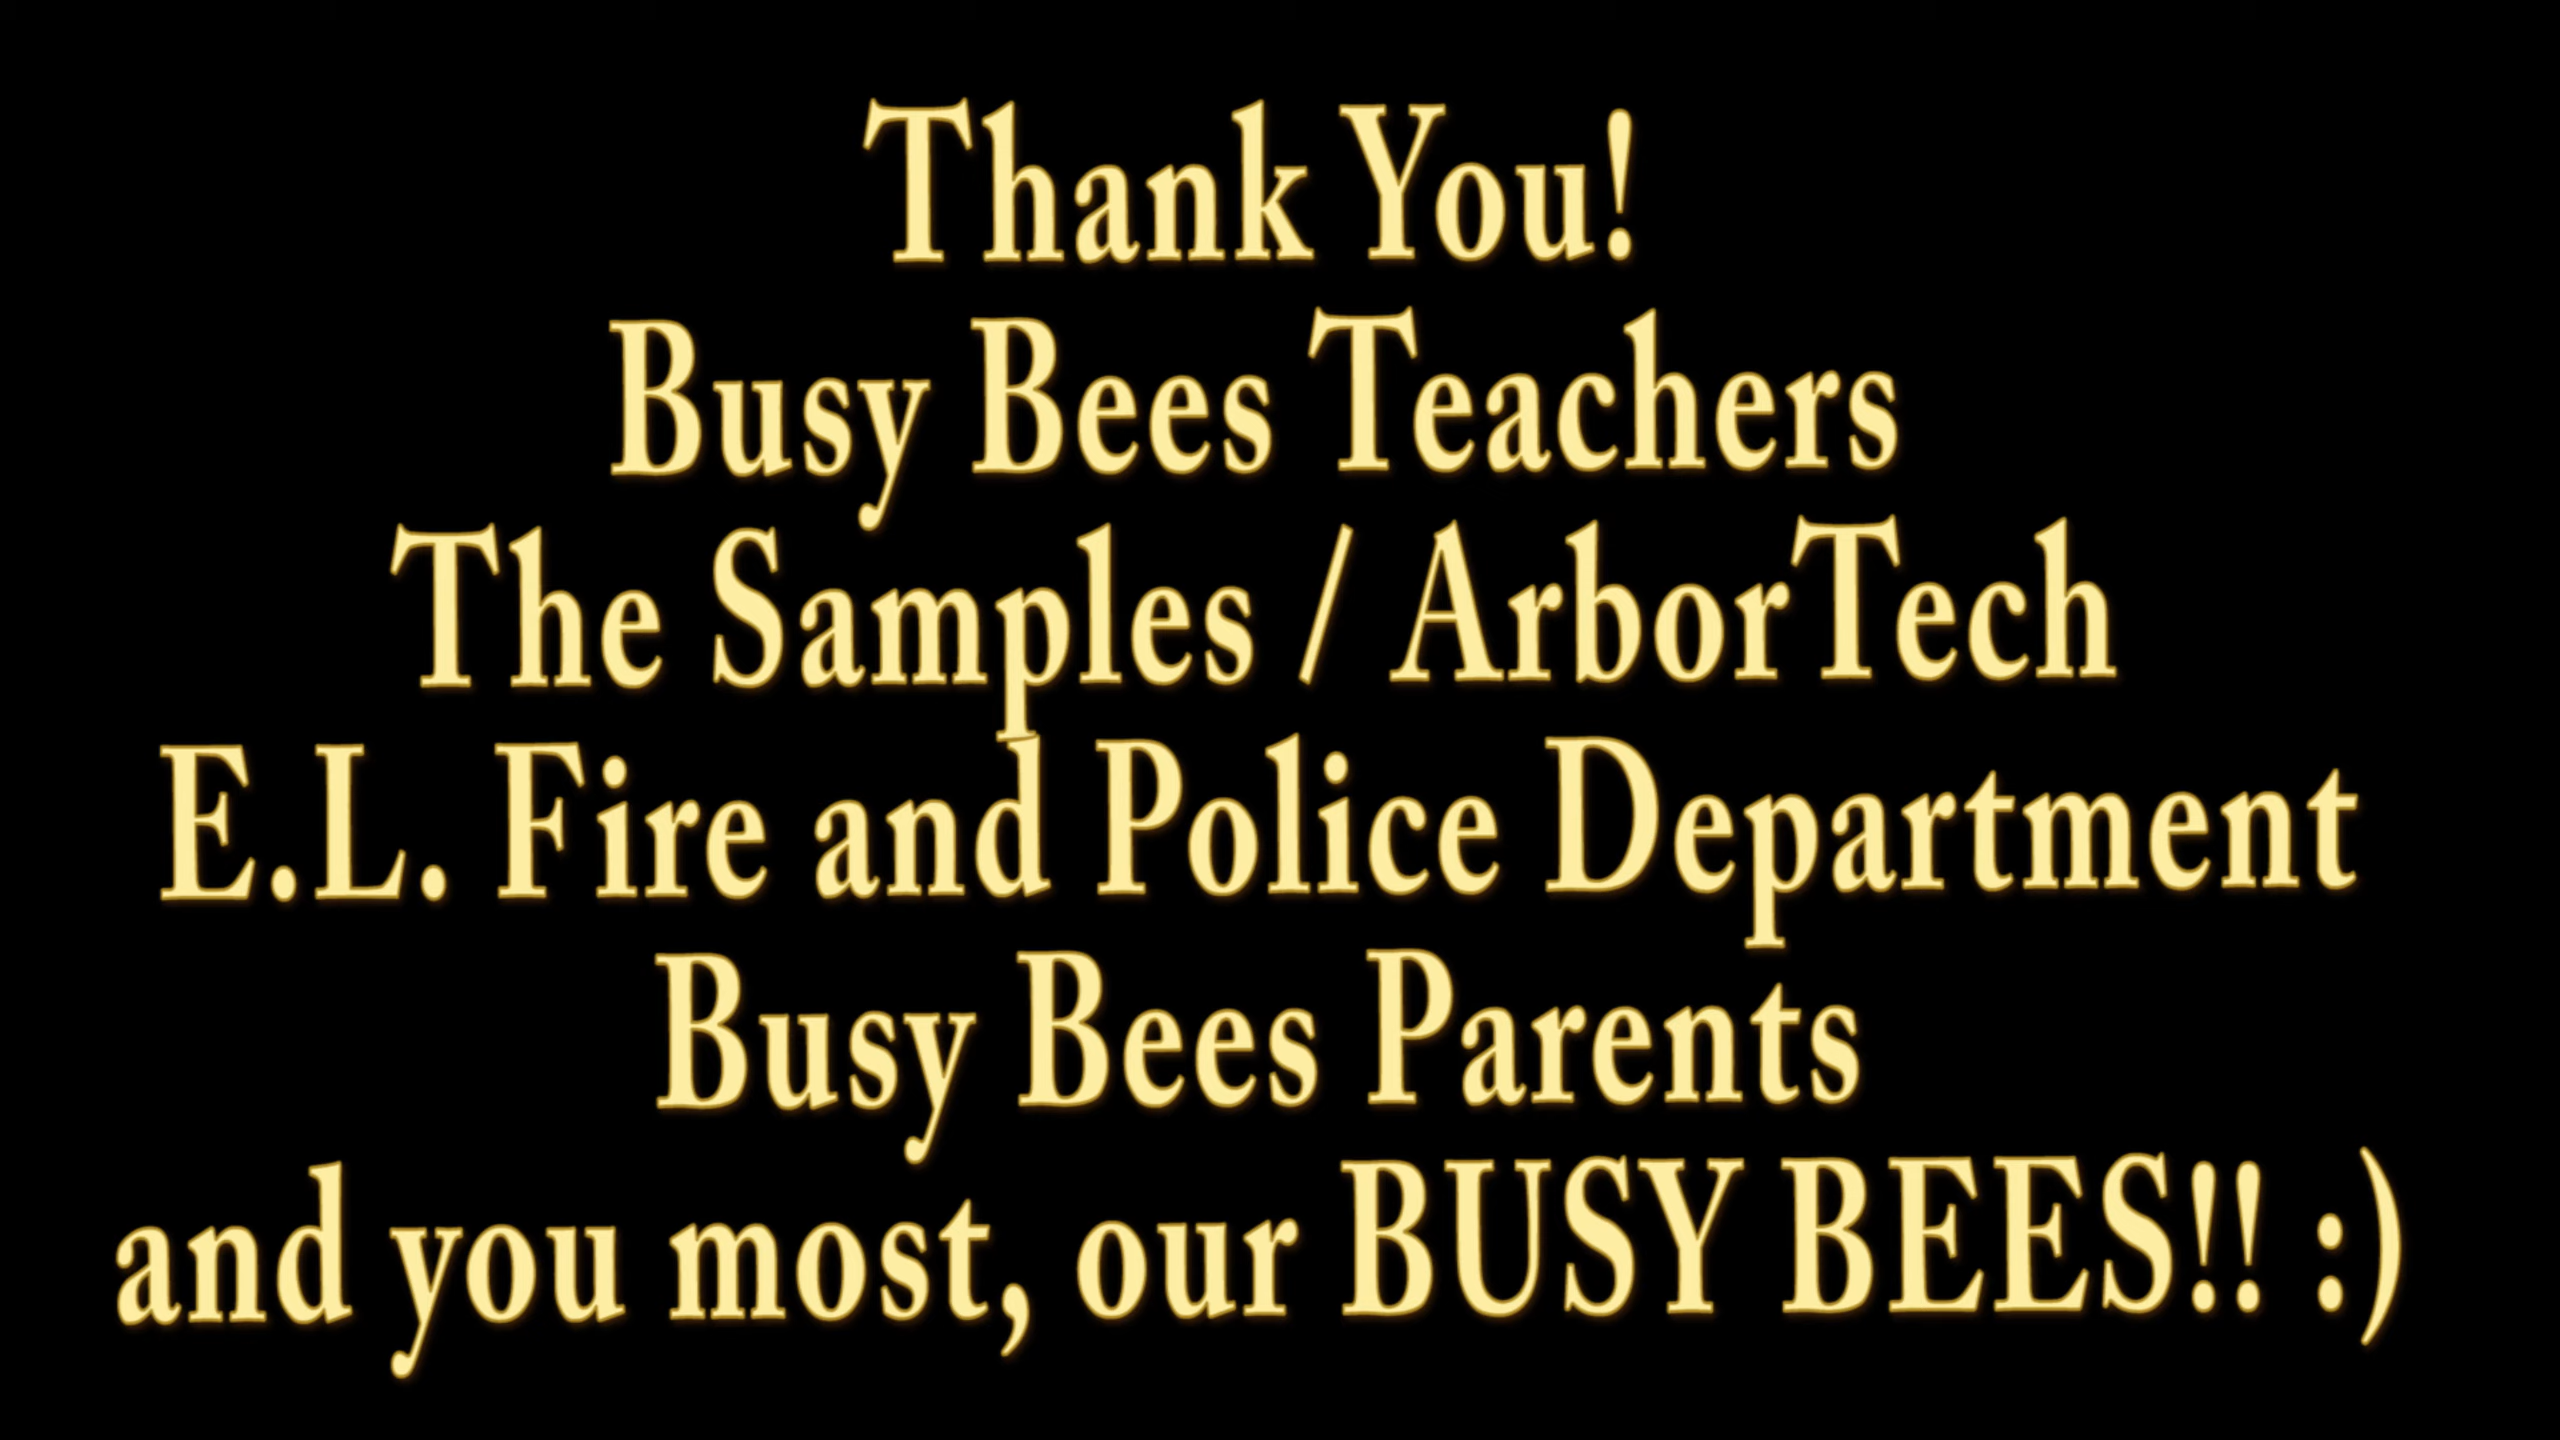 Thank You!
Busy Bees Teachers
The Samples / ArborTech
E.L. Fire and Police Department
Busy Bees Parents
and you most, our BUSY BEES!! :)